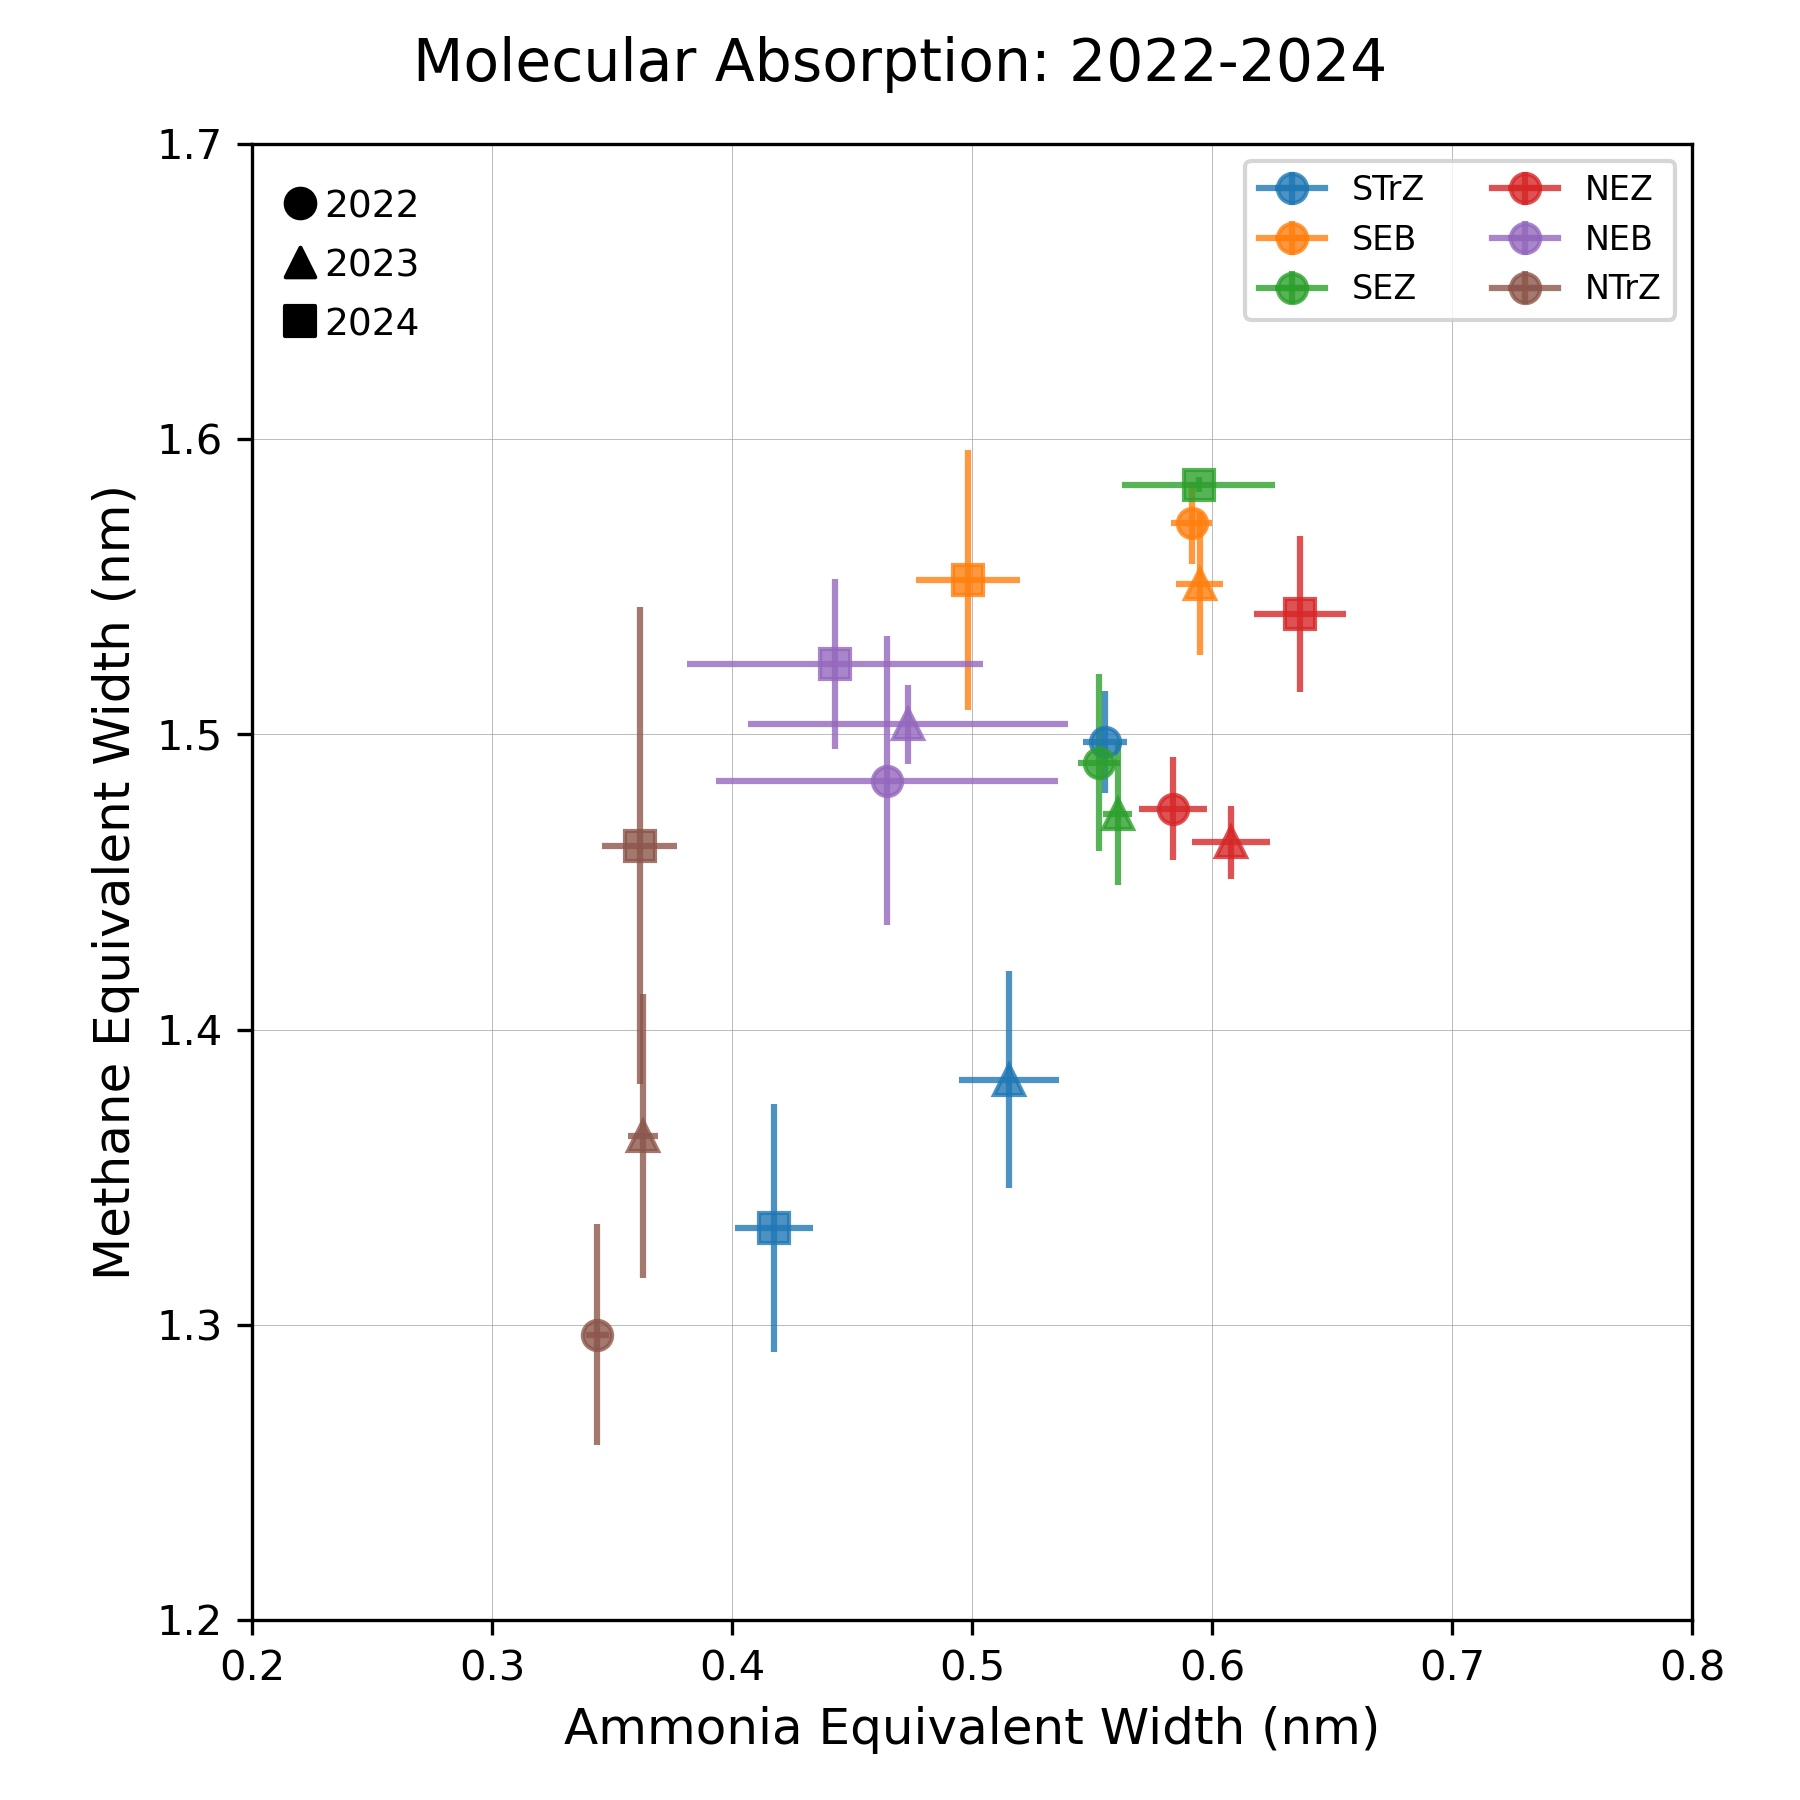 Molecular Absorption: 2022-2024
1.7
1.6
1.5
1.4
1.3
1.2
Methane Equivalent Width (nm)
2022
2023
2024
STrZ
SEB
SEZ
NEZ
NEB
NTrZ
0.2 0.3 0.4 0.5 0.6 0.7 0.8
Ammonia Equivalent Width (nm)